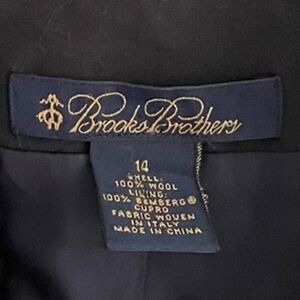 Brooks Brothers
14
SHELL:
100% WOOL
LINING:
100% BEMBERG®
CUPRO
FABRIC WOVEN
IN ITALY
MADE IN CHINA